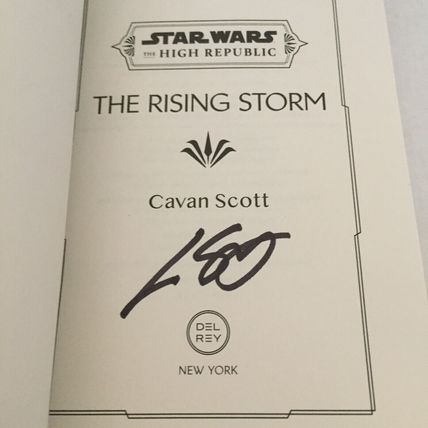 STAR WARS
THE HIGH REPUBLIC
THE RISING STORM
Cavan Scott
DEL
REY
NEW YORK